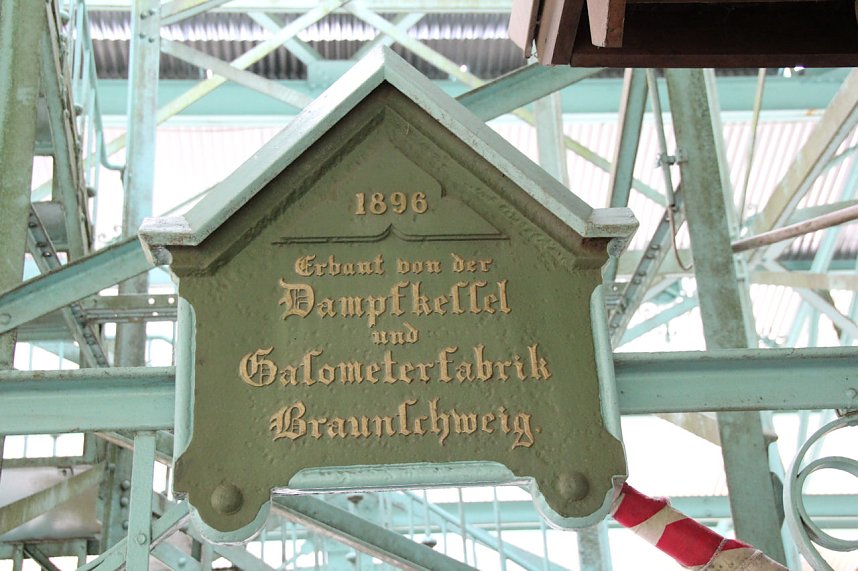 1896
Erbaut von der
Dampfkeſſel
und
Gaſometerfabrik
Braunſchweig.